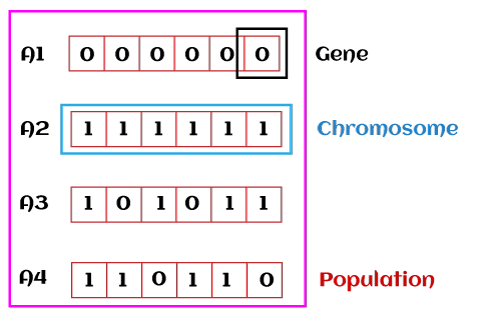 A1 0 0 0 0 0 0 Gene
A2 1 1 1 1 1 1 Chromosome
A3 1 0 1 0 1 1
A4 1 1 0 1 1 0 Population